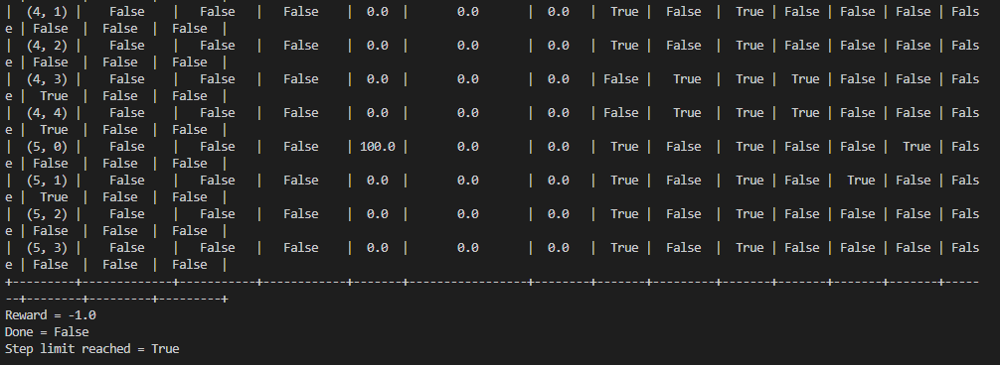 |  (4, 1) |    False    |   False   |   False    |  0.0  |      0.0       |  0.0   |  True |  False  |  True | False | False | False | Fals
e | False  |  False  |  False  |
|  (4, 2) |    False    |   False   |   False    |  0.0  |      0.0       |  0.0   |  True |  False  |  True | False | False | False | Fals
e | False  |  False  |  False  |
|  (4, 3) |    False    |   False   |   False    |  0.0  |      0.0       |  0.0   | False |   True  |  True |  True | False | False | Fals
e |  True  |  False  |  False  |
|  (4, 4) |    False    |   False   |   False    |  0.0  |      0.0       |  0.0   | False |   True  |  True |  True | False | False | Fals
e |  True  |  False  |  False  |
|  (5, 0) |    False    |   False   |   False    | 100.0 |      0.0       |  0.0   |  True |  False  |  True | False | False |  True | Fals
e | False  |  False  |  False  |
|  (5, 1) |    False    |   False   |   False    |  0.0  |      0.0       |  0.0   |  True |  False  |  True | False |  True | False | Fals
e |  True  |  False  |  False  |
|  (5, 2) |    False    |   False   |   False    |  0.0  |      0.0       |  0.0   |  True |  False  |  True | False | False | False | Fals
e | False  |  False  |  False  |
|  (5, 3) |    False    |   False   |   False    |  0.0  |      0.0       |  0.0   |  True |  False  |  True | False | False | False | Fals
e | False  |  False  |  False  |
+---------+-------------+-----------+------------+-------+----------------+--------+-------+---------+-------+-------+-------+-------+-----
--+--------+---------+---------+
Reward = -1.0
Done = False
Step limit reached = True